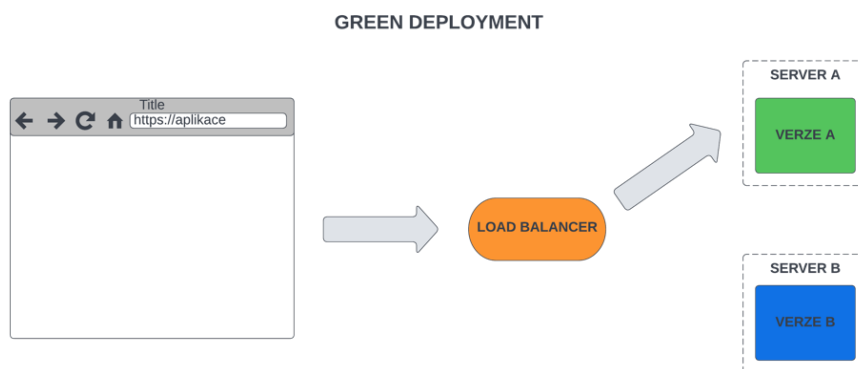 GREEN DEPLOYMENT
SERVER A
VERZE A
Title
https://aplikace
LOAD BALANCER
SERVER B
VERZE B